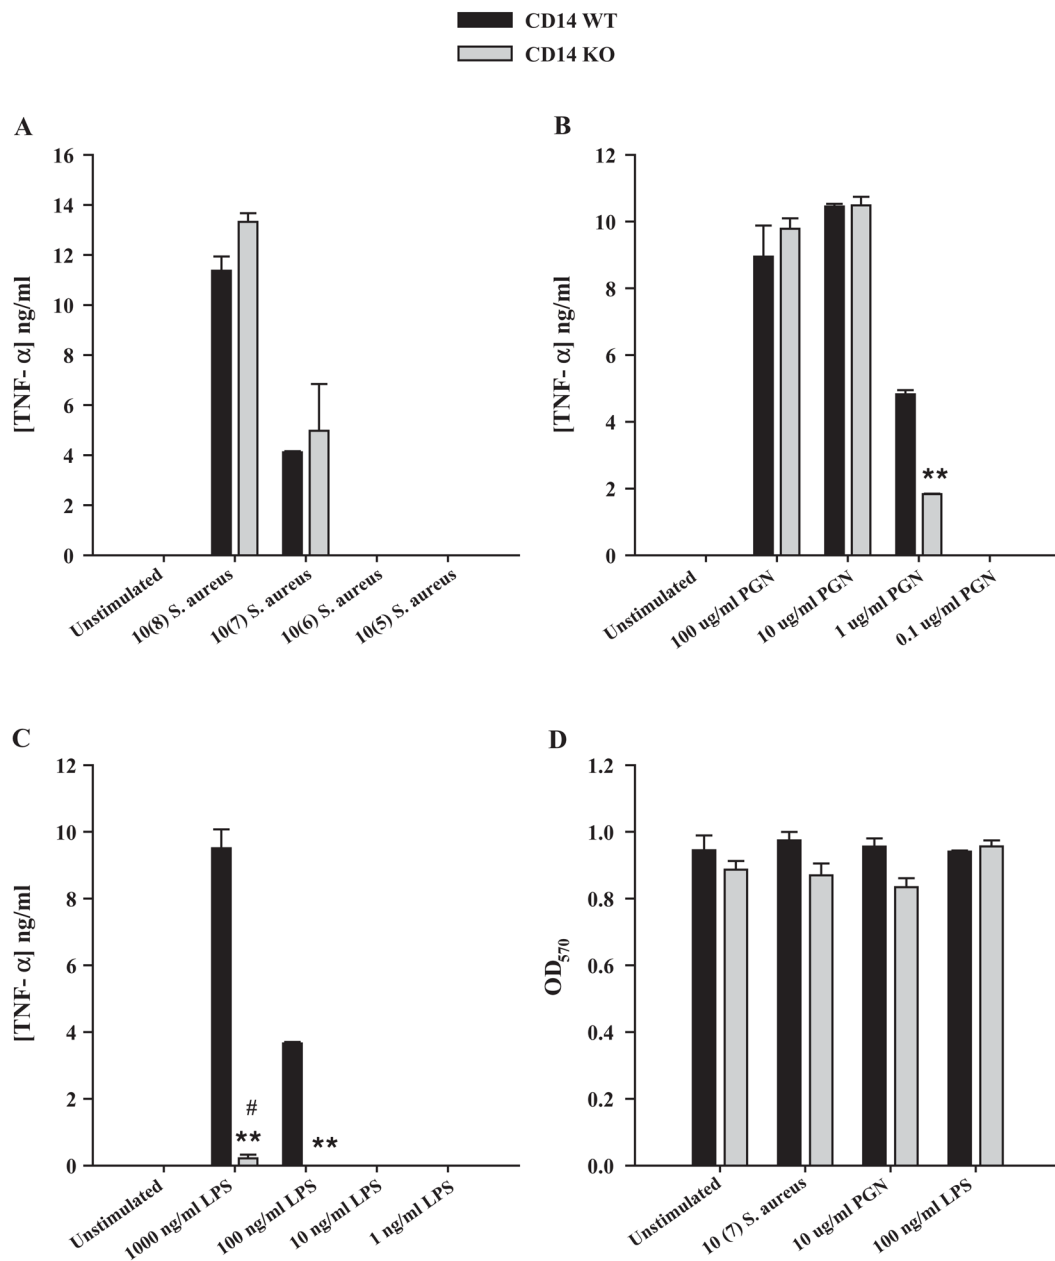 CD14 WT
CD14 KO
A
16
14
12
10
8
6
4
2
0
[TNF- α] ng/ml
Unstimulated
10(8) S. aureus
10(7) S. aureus
10(6) S. aureus
10(5) S. aureus
B
12
10
8
6
4
2
0
[TNF- α] ng/ml
**
Unstimulated
100 ug/ml PGN
10 ug/ml PGN
1 ug/ml PGN
0.1 ug/ml PGN
C
12
10
8
6
4
2
0
[TNF- α] ng/ml
#
**
**
Unstimulated
1000 ng/ml LPS
100 ng/ml LPS
10 ng/ml LPS
1 ng/ml LPS
D
1.2
1.0
0.8
0.6
0.4
0.2
0.0
OD570
Unstimulated
10 (7) S. aureus
10 ug/ml PGN
100 ng/ml LPS